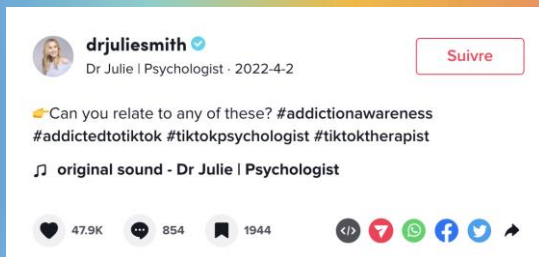 drjuliesmith
Dr Julie | Psychologist · 2022-4-2
Suivre
👉Can you relate to any of these? #addictionawareness
#addictedtotiktok #tiktokpsychologist #tiktoktherapist
♫ original sound - Dr Julie | Psychologist
47.9K 854 1944